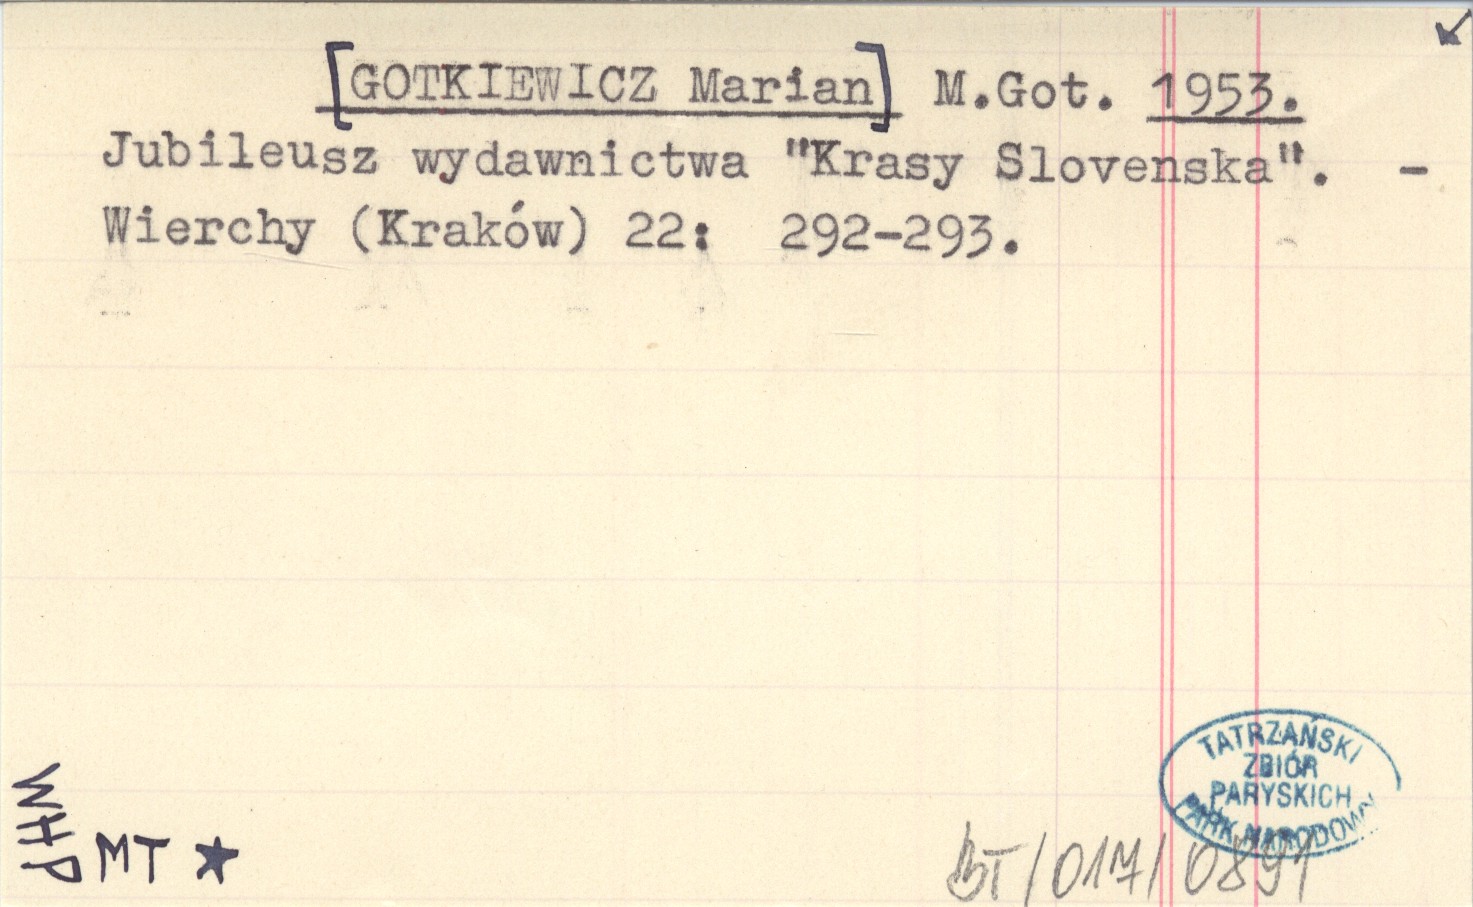 [GOTKIEWICZ Marian] M.Got. 1953.
Jubileusz wydawnictwa "Krasy Slovenska". -
Wierchy (Kraków) 22: 292-293.
TATRZAŃSKI
ZBIÓR
PARYSKICH
PARK NARODOWY
WHP
MT ★
BT/017/0891